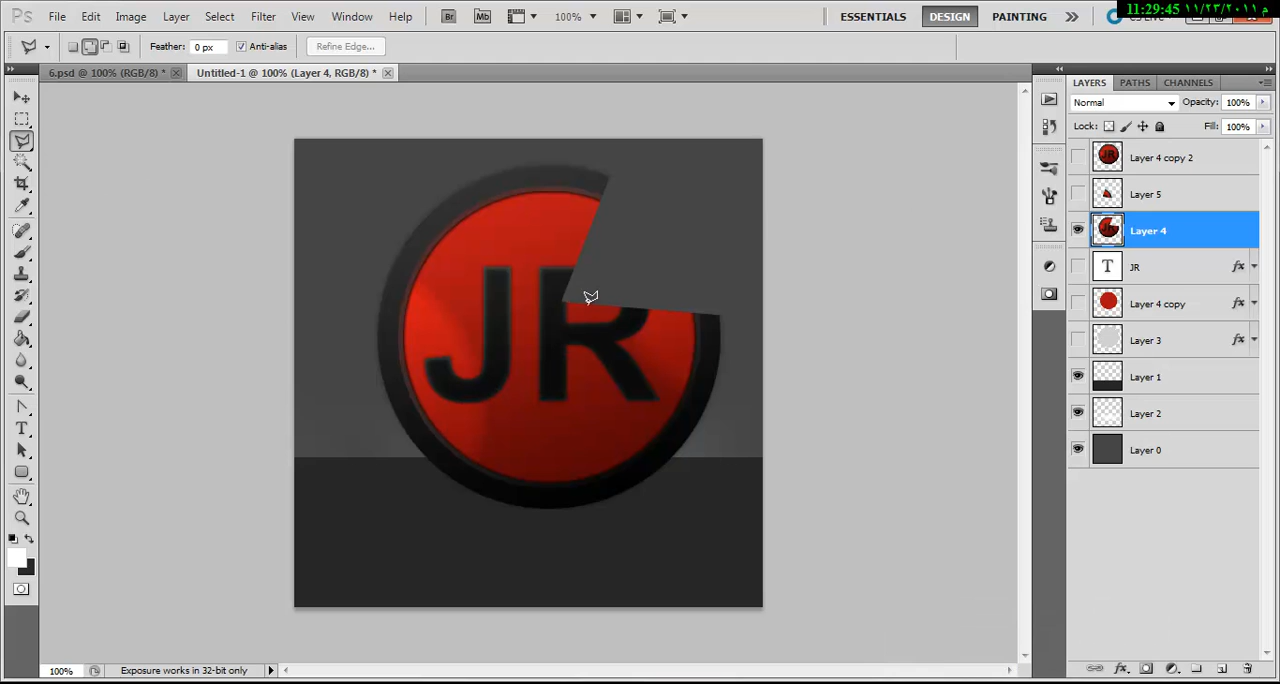 Ps File Edit Image Layer Select Filter View Window Help Br Mb 100% ESSENTIALS DESIGN PAINTING
11:29:45 م ١١/٢٣/٢٠١١
Feather: 0 px Anti-alias Refine Edge...
6.psd @ 100% (RGB/8) * Untitled-1 @ 100% (Layer 4, RGB/8) *
LAYERS PATHS CHANNELS
Normal Opacity: 100%
Lock: Fill: 100%
Layer 4 copy 2
Layer 5
Layer 4
T JR fx
Layer 4 copy fx
Layer 3 fx
Layer 1
Layer 2
Layer 0
JR
100% Exposure works in 32-bit only